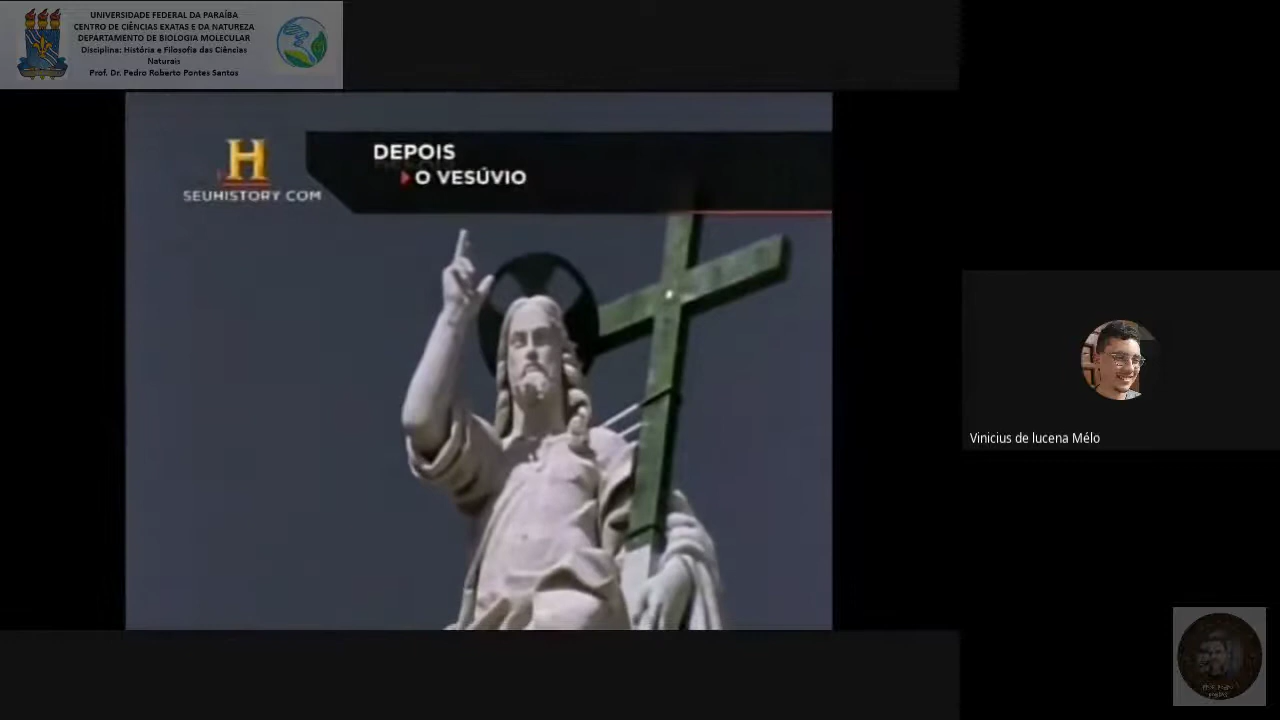 UNIVERSIDADE FEDERAL DA PARAÍBA
CENTRO DE CIÊNCIAS EXATAS E DA NATUREZA
DEPARTAMENTO DE BIOLOGIA MOLECULAR
Disciplina: História e Filosofia das Ciências
Naturais
Prof. Dr. Pedro Roberto Pontes Santos
H
SEUHISTORY.COM
DEPOIS
O VESÚVIO
Vinicius de lucena Mélo